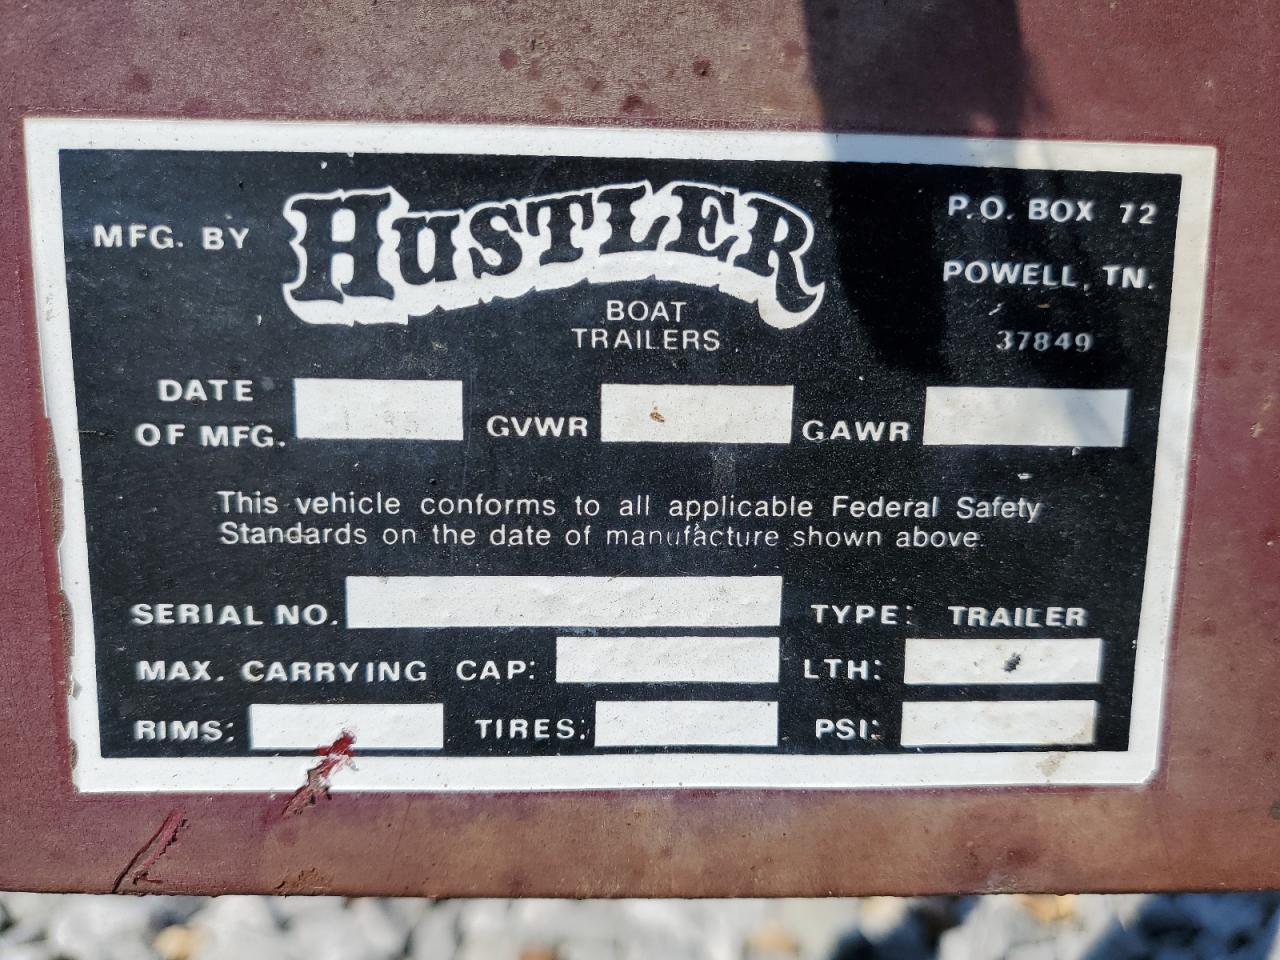 MFG. BY HUSTLER P.O. BOX 72
POWELL, TN.
BOAT
TRAILERS
37849
DATE
OF MFG. GVWR GAWR
This vehicle conforms to all applicable Federal Safety
Standards on the date of manufacture shown above.
SERIAL NO. TYPE: TRAILER
MAX. CARRYING CAP: LTH:
RIMS: TIRES: PSI: